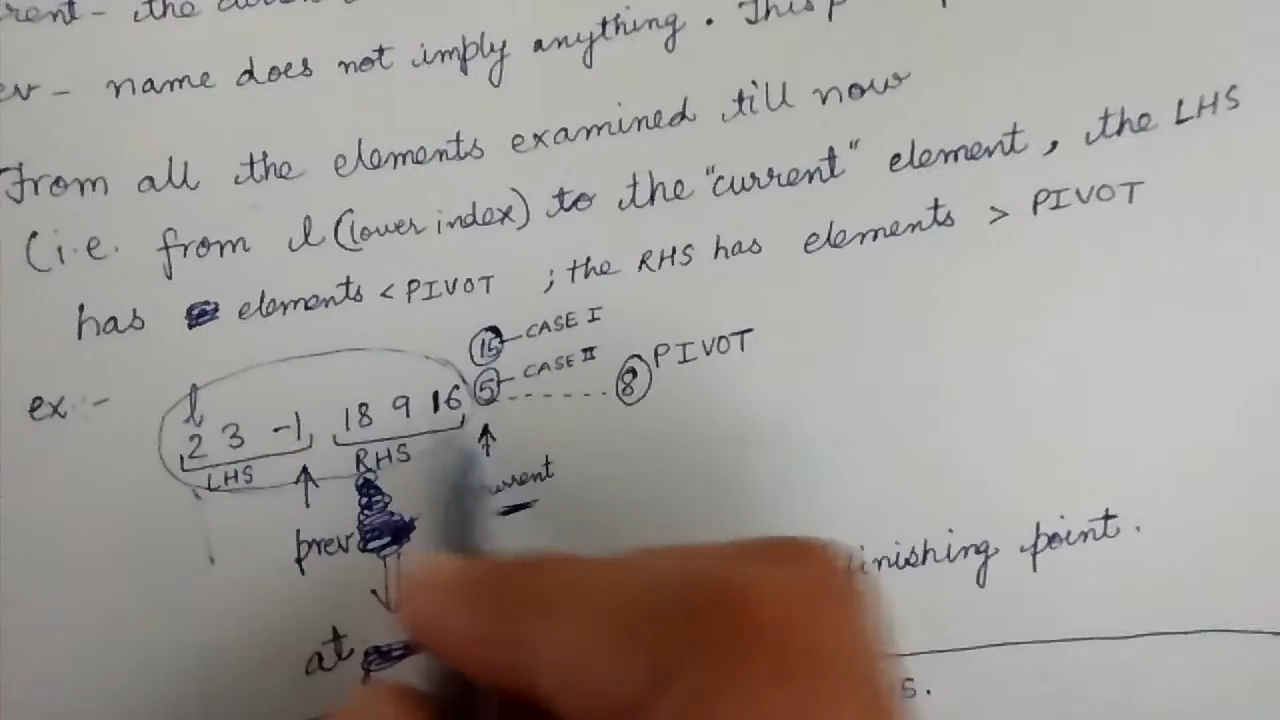 name does not imply anything. This
From all the elements examined till now
(i.e. from l (lower index) to the "current" element, the LHS
has elements < PIVOT ; the RHS has elements > PIVOT
15 - CASE I
ex :- l 5 - CASE II 8 PIVOT
2 3 -1 18 9 16
LHS RHS
prev
at
point.